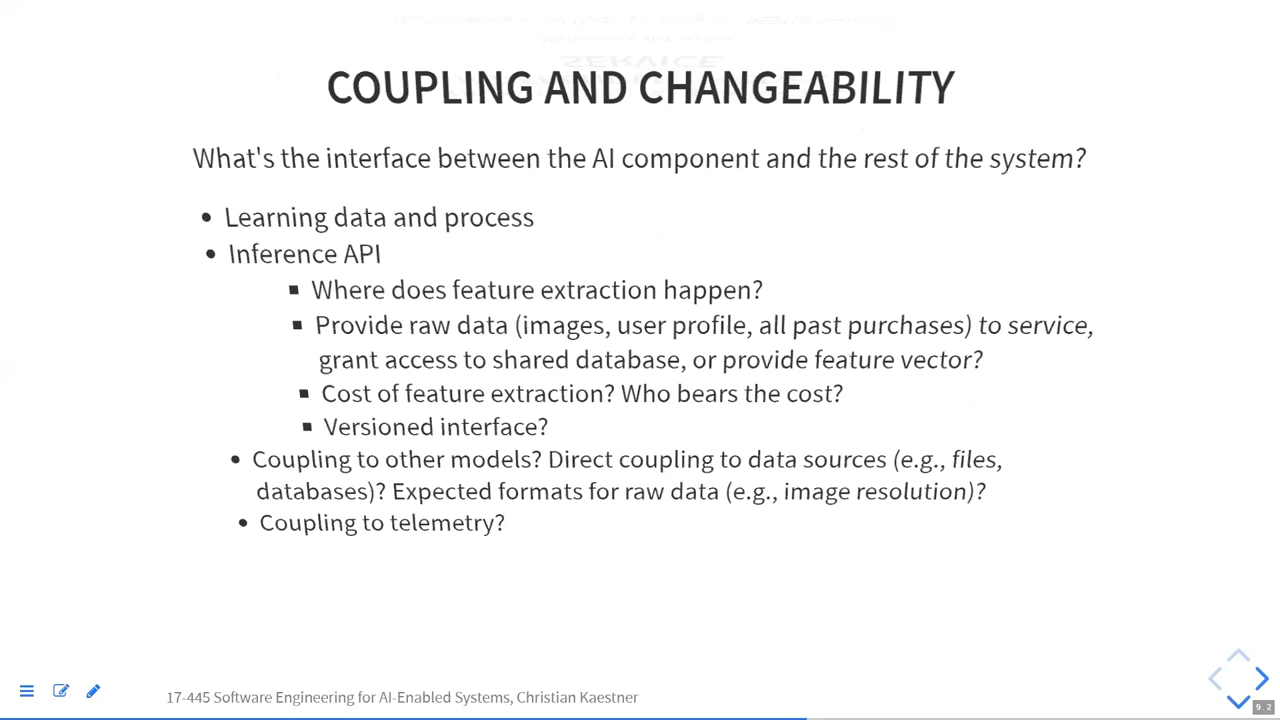 SERVICE
COUPLING AND CHANGEABILITY
What's the interface between the AI component and the rest of the system?
• Learning data and process
• Inference API
▪ Where does feature extraction happen?
▪ Provide raw data (images, user profile, all past purchases) to service,
grant access to shared database, or provide feature vector?
▪ Cost of feature extraction? Who bears the cost?
▪ Versioned interface?
• Coupling to other models? Direct coupling to data sources (e.g., files,
databases)? Expected formats for raw data (e.g., image resolution)?
• Coupling to telemetry?
17-445 Software Engineering for AI-Enabled Systems, Christian Kaestner
9.2